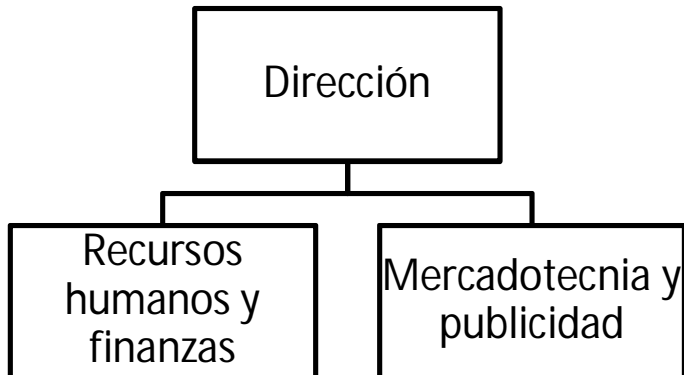 Dirección
Recursos
humanos y
finanzas
Mercadotecnia y
publicidad